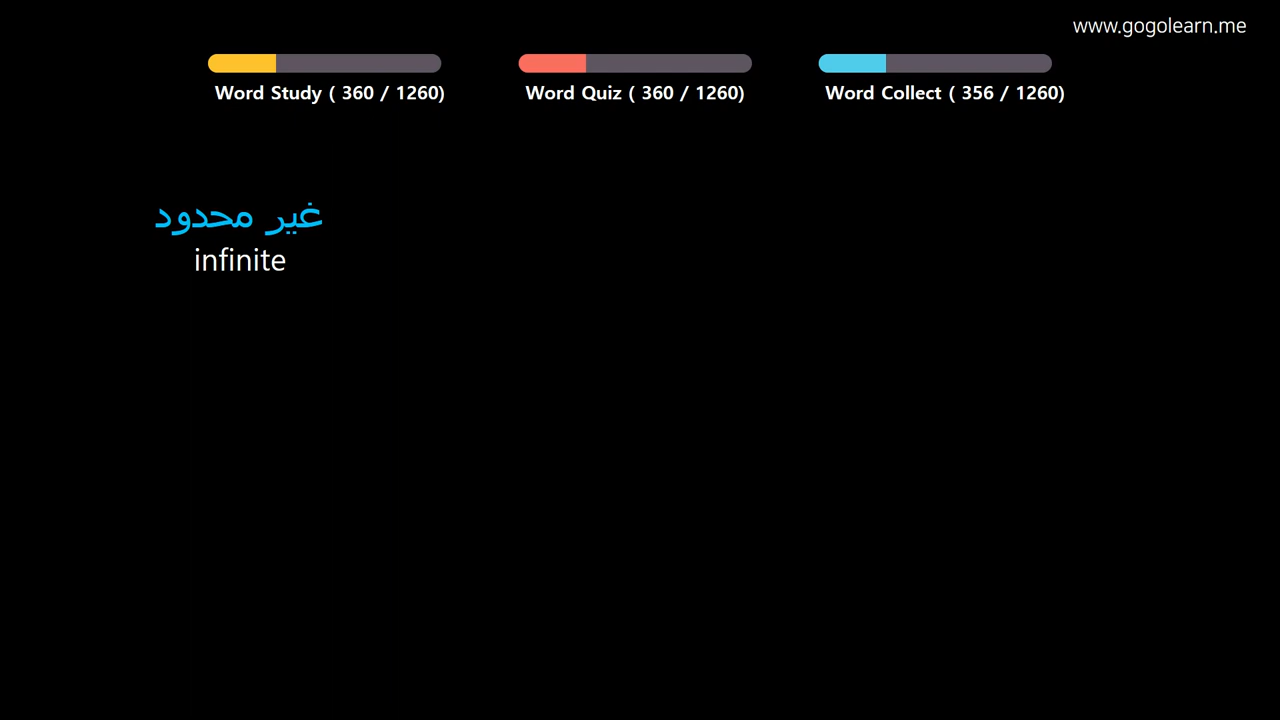 www.gogolearn.me
Word Study ( 360 / 1260)
Word Quiz ( 360 / 1260)
Word Collect ( 356 / 1260)
غير محدود
infinite